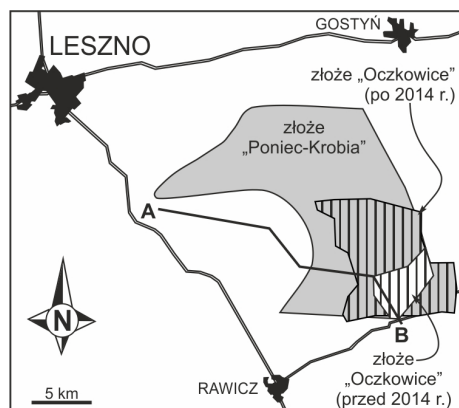 GOSTYŃ
LESZNO
złoże „Oczkowice”
(po 2014 r.)
złoże
„Poniec-Krobia”
A
N
B
złoże
„Oczkowice”
(przed 2014 r.)
RAWICZ
5 km